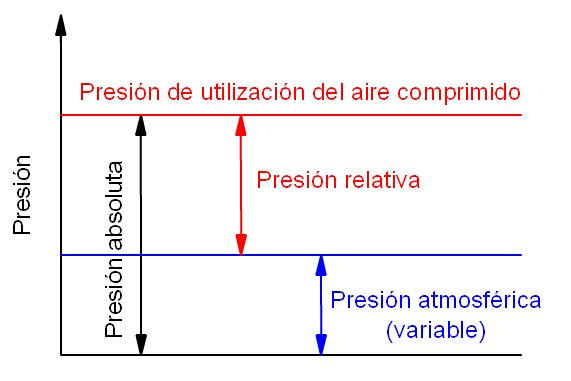 Presión de utilización del aire comprimido
Presión
Presión absoluta
Presión relativa
Presión atmosférica
(variable)